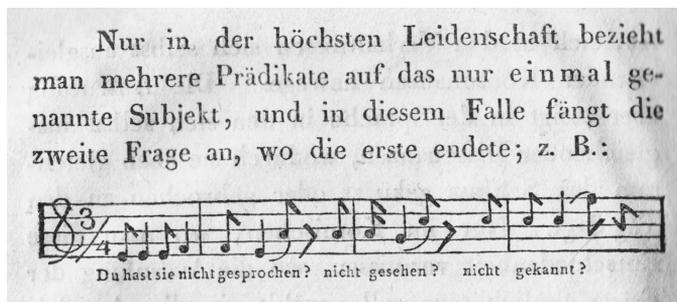 Nur in der höchsten Leidenschaft bezieht
man mehrere Prädikate auf das nur einmal ge-
nannte Subjekt, und in diesem Falle fängt die
zweite Frage an, wo die erste endete; z. B.:
3/4
Du hast sie nicht gesprochen? nicht gesehen? nicht gekannt?